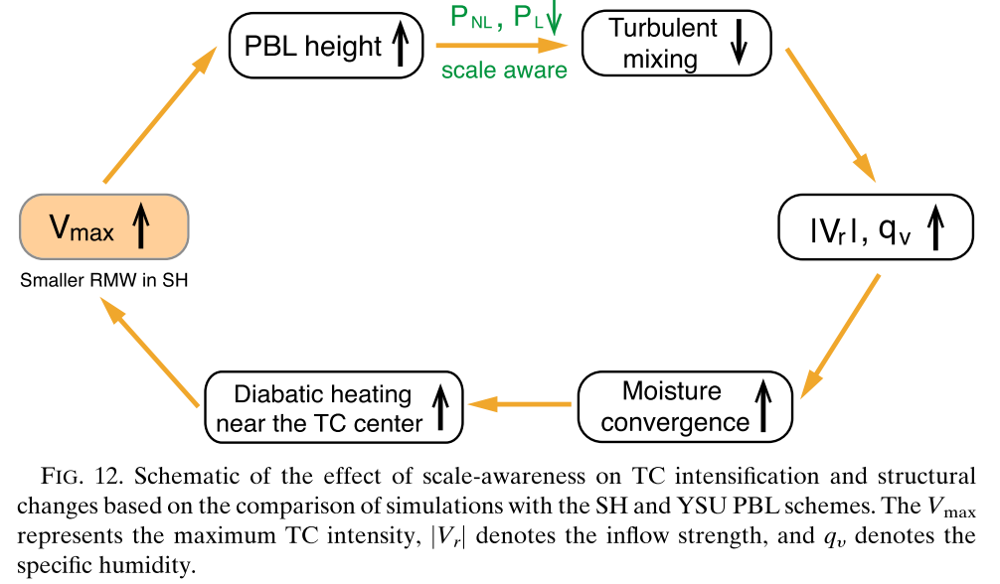 P_NL, P_L↓
PBL height ↑
scale aware
Turbulent
mixing ↓
V_max ↑
|V_r|, q_v ↑
Smaller RMW in SH
Diabatic heating
near the TC center ↑
Moisture
convergence ↑
FIG. 12. Schematic of the effect of scale-awareness on TC intensification and structural
changes based on the comparison of simulations with the SH and YSU PBL schemes. The V_max
represents the maximum TC intensity, |V_r| denotes the inflow strength, and q_v denotes the
specific humidity.